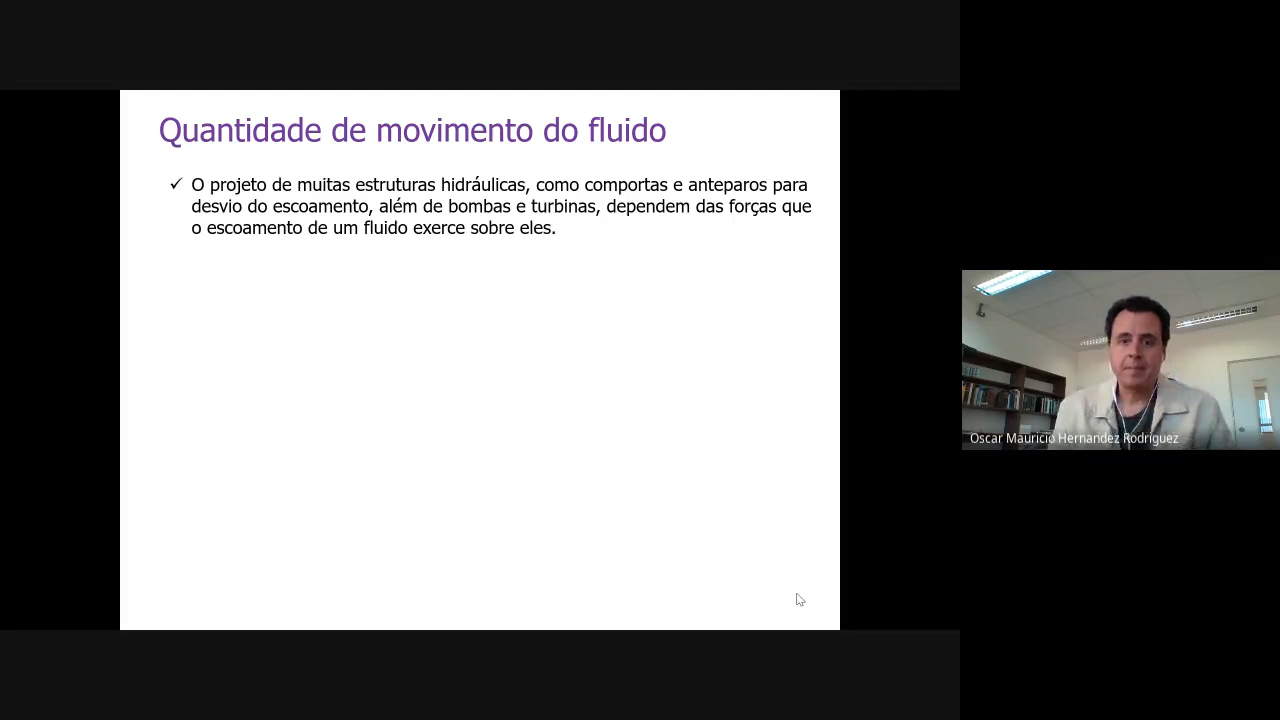 Quantidade de movimento do fluido
✓ O projeto de muitas estruturas hidráulicas, como comportas e anteparos para
desvio do escoamento, além de bombas e turbinas, dependem das forças que
o escoamento de um fluido exerce sobre eles.
Oscar Mauricio Hernandez Rodriguez